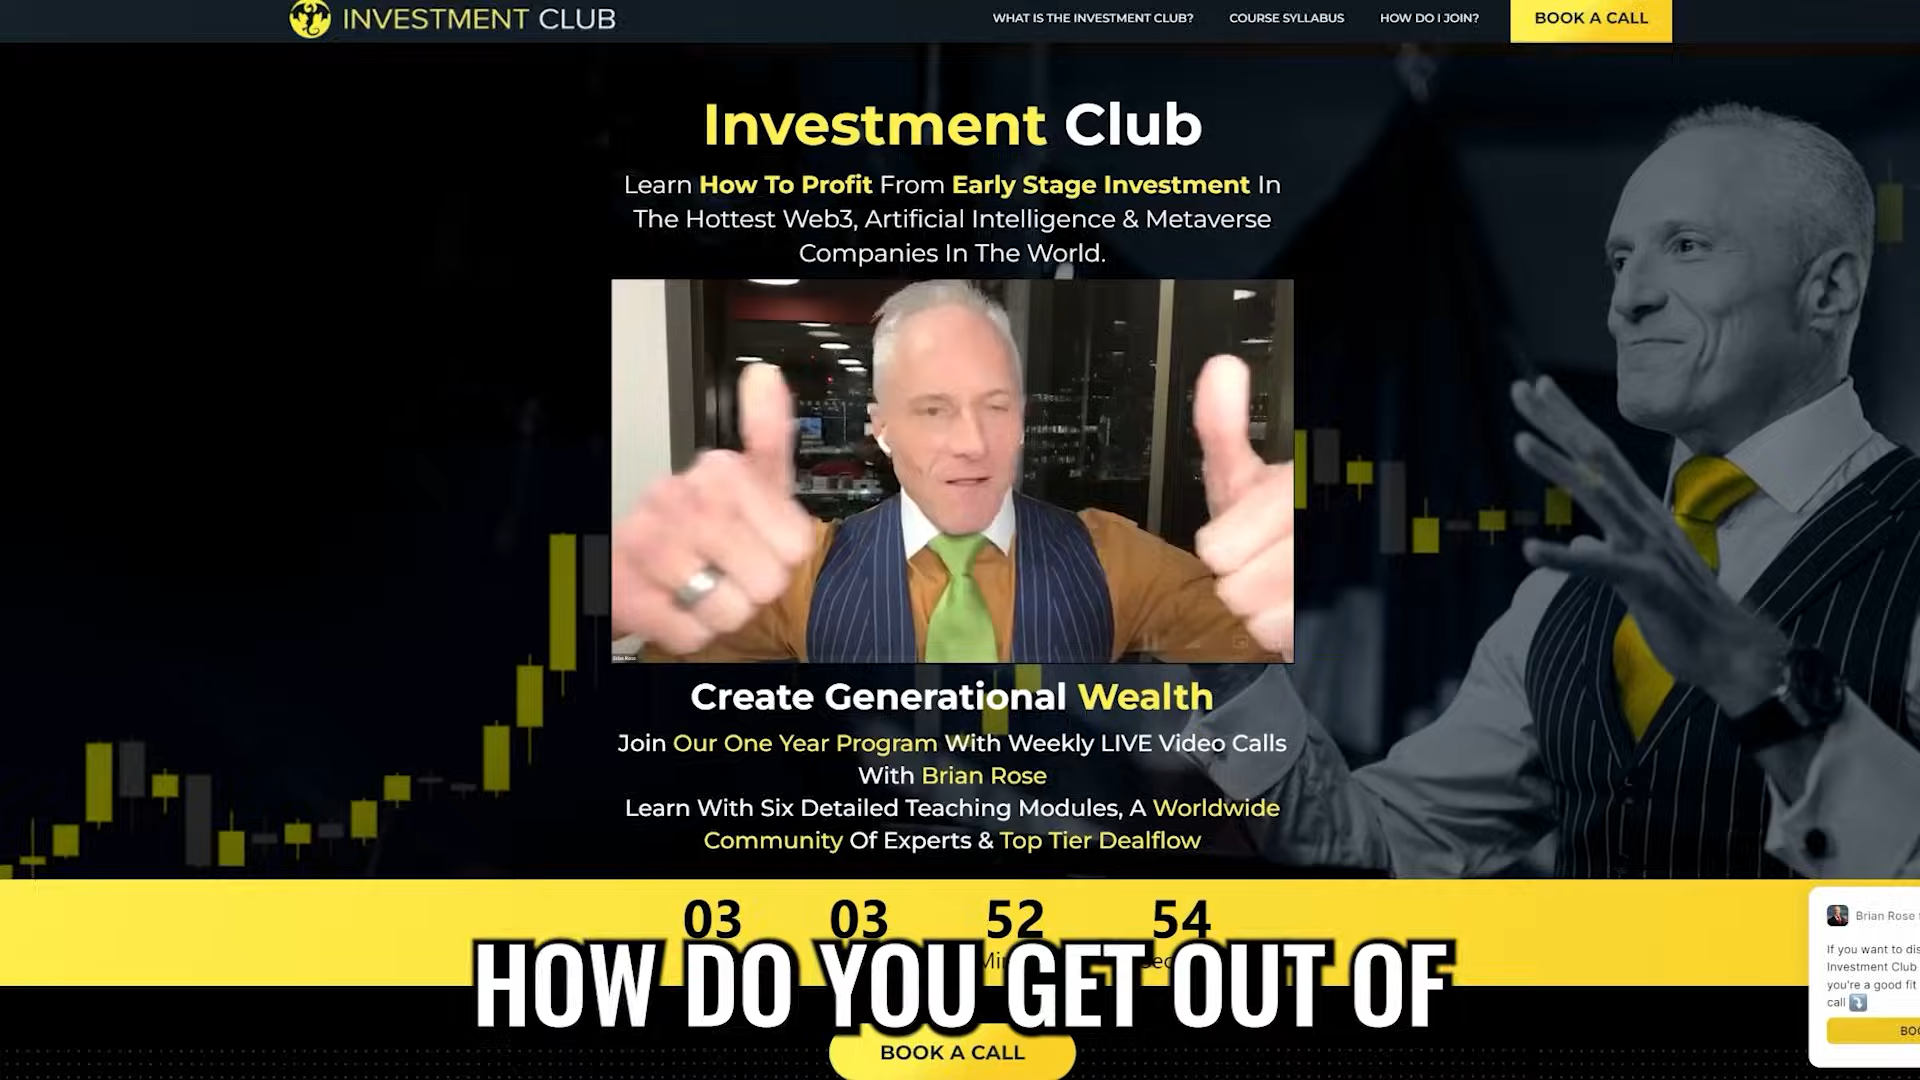 INVESTMENT CLUB
WHAT IS THE INVESTMENT CLUB?
COURSE SYLLABUS
HOW DO I JOIN?
BOOK A CALL
Investment Club
Learn How To Profit From Early Stage Investment In
The Hottest Web3, Artificial Intelligence & Metaverse
Companies In The World.
Brian Rose
Create Generational Wealth
Join Our One Year Program With Weekly LIVE Video Calls
With Brian Rose
Learn With Six Detailed Teaching Modules, A Worldwide
Community Of Experts & Top Tier Dealflow
03 03 52 54
HOW DO YOU GET OUT OF
BOOK A CALL
Brian Rose
If you want to dis
Investment Club
you're a good fit
call
BOO